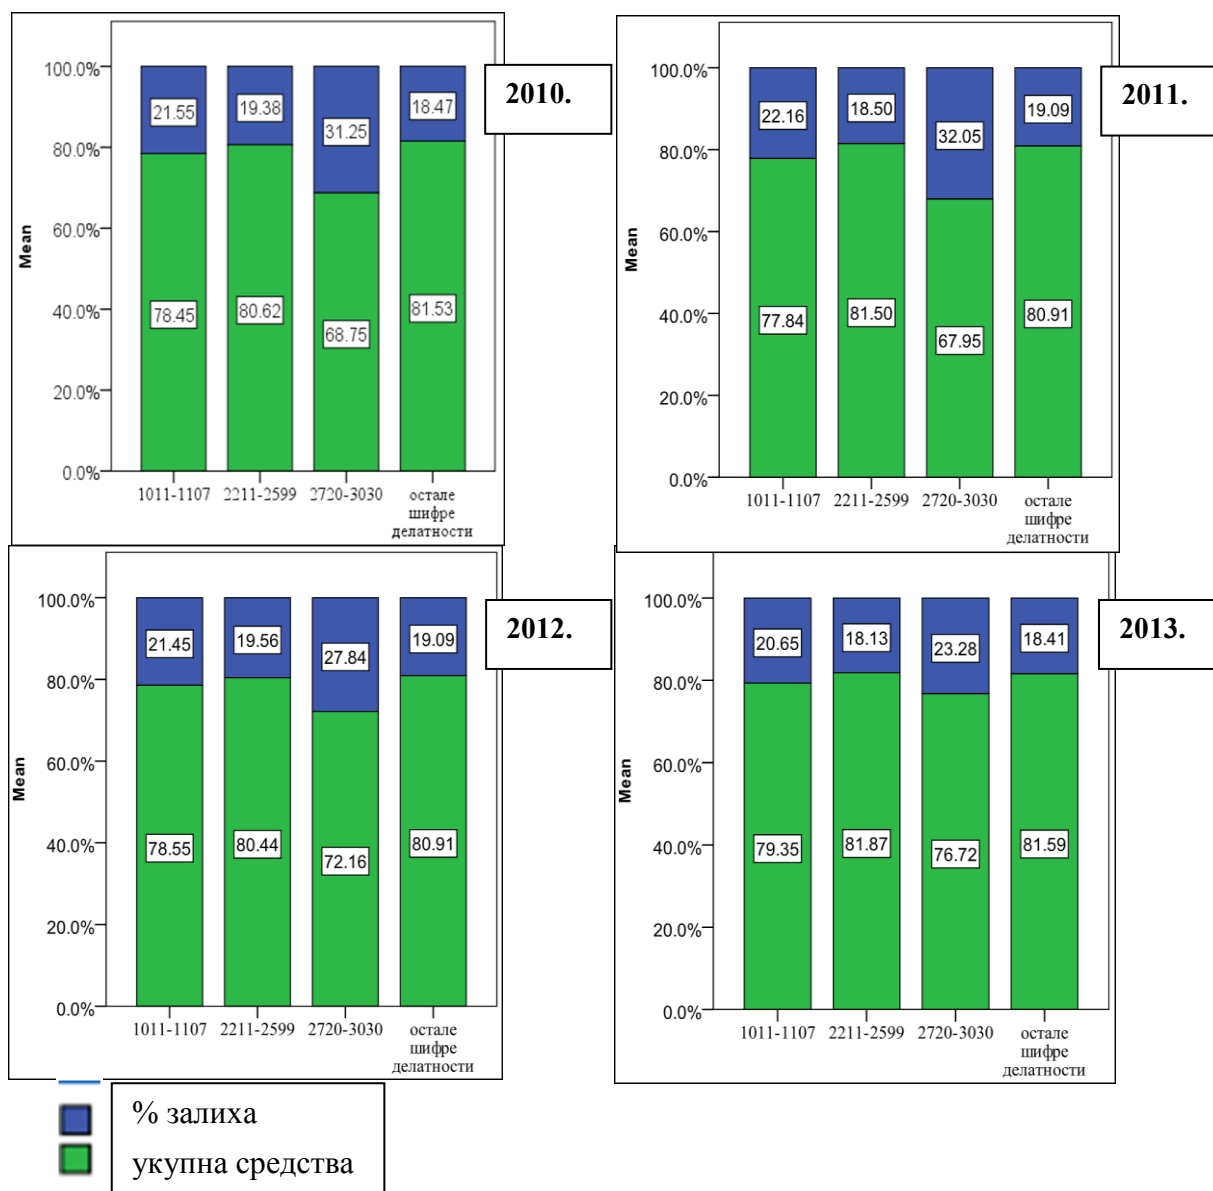 2010.
Mean
100.0%
80.0%
60.0%
40.0%
20.0%
0.0%
21.55 19.38 31.25 18.47
78.45 80.62 68.75 81.53
1011-1107 2211-2599 2720-3030 остале
шифре
делатности
2011.
Mean
100.0%
80.0%
60.0%
40.0%
20.0%
0.0%
22.16 18.50 32.05 19.09
77.84 81.50 67.95 80.91
1011-1107 2211-2599 2720-3030 остале
шифре
делатности
2012.
Mean
100.0%
80.0%
60.0%
40.0%
20.0%
0.0%
21.45 19.56 27.84 19.09
78.55 80.44 72.16 80.91
1011-1107 2211-2599 2720-3030 остале
шифре
делатности
2013.
Mean
100.0%
80.0%
60.0%
40.0%
20.0%
0.0%
20.65 18.13 23.28 18.41
79.35 81.87 76.72 81.59
1011-1107 2211-2599 2720-3030 остале
шифре
делатности
% залиха
укупна средства